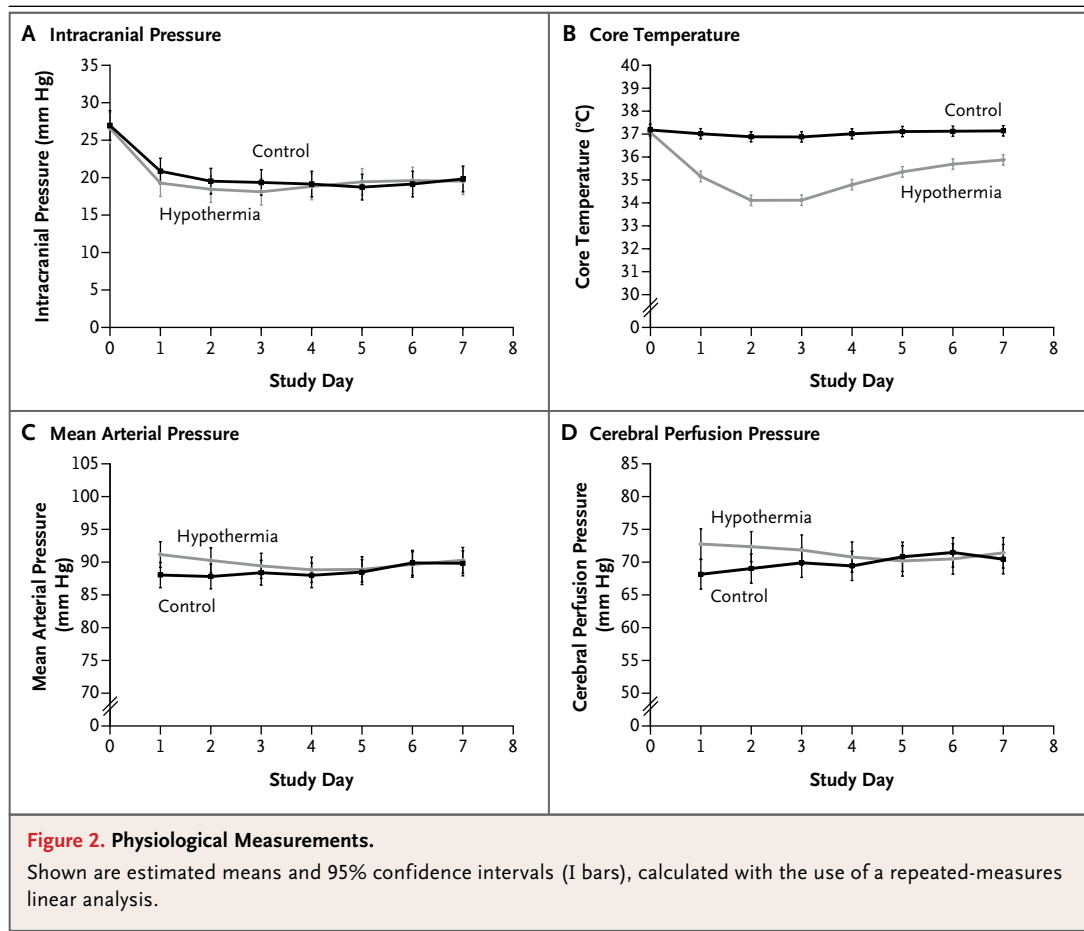 A Intracranial Pressure
35
30
25
20
15
10
5
0
Intracranial Pressure (mm Hg)
Control
Hypothermia
0 1 2 3 4 5 6 7 8
Study Day
B Core Temperature
40
39
38
37
36
35
34
33
32
31
30
0
Core Temperature (°C)
Control
Hypothermia
0 1 2 3 4 5 6 7 8
Study Day
C Mean Arterial Pressure
105
100
95
90
85
80
75
70
0
Mean Arterial Pressure
(mm Hg)
Hypothermia
Control
0 1 2 3 4 5 6 7 8
Study Day
D Cerebral Perfusion Pressure
85
80
75
70
65
60
55
50
0
Cerebral Perfusion Pressure
(mm Hg)
Hypothermia
Control
0 1 2 3 4 5 6 7 8
Study Day
Figure 2. Physiological Measurements.
Shown are estimated means and 95% confidence intervals (I bars), calculated with the use of a repeated-measures
linear analysis.